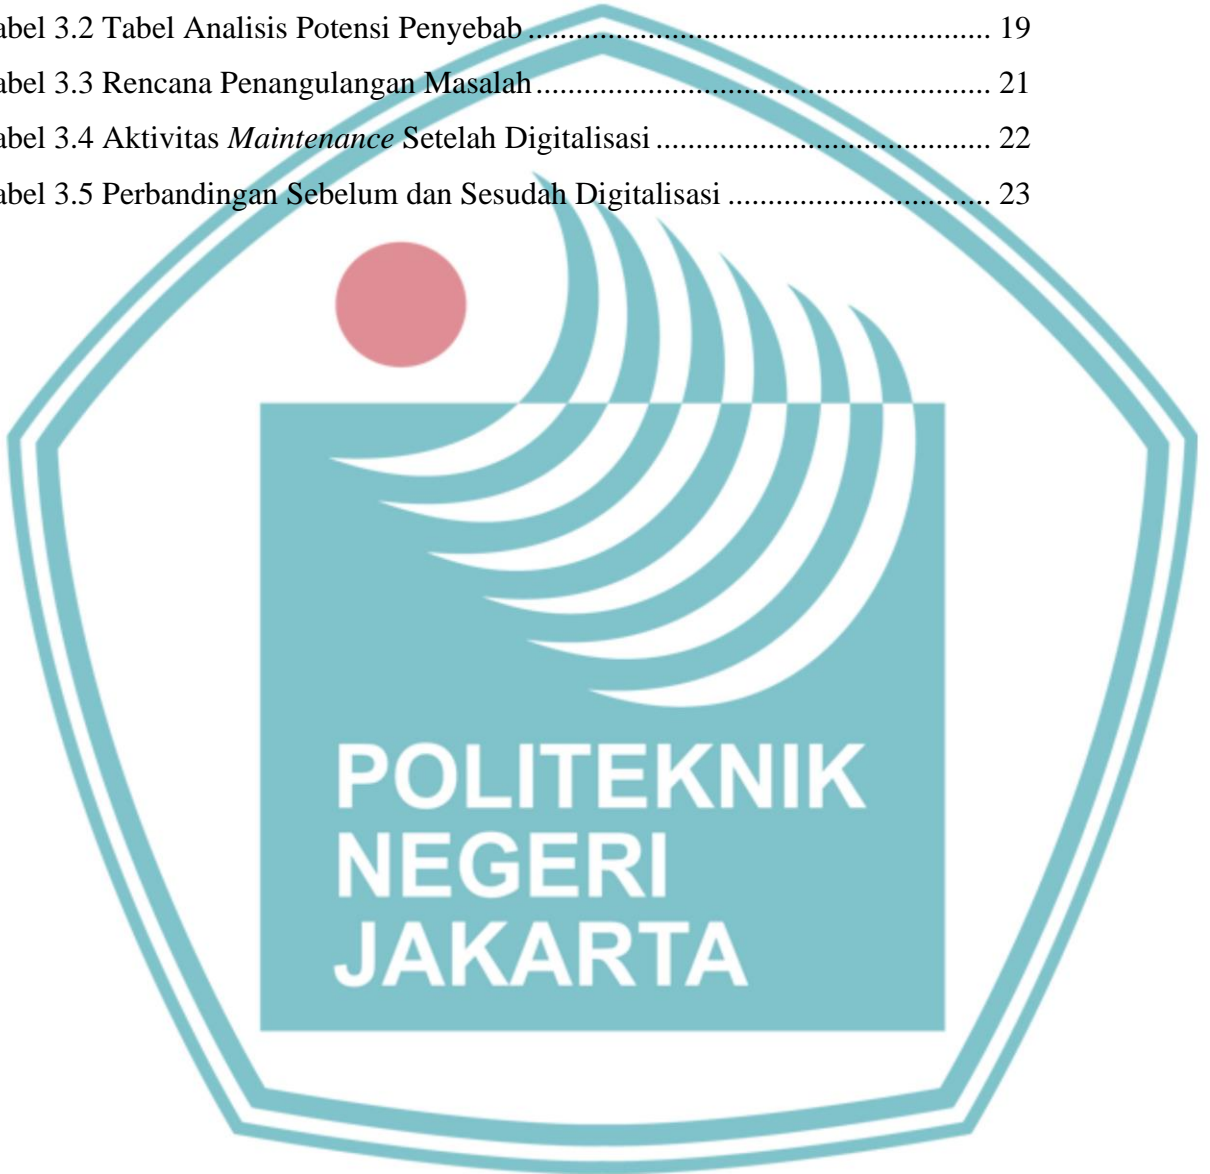 abel 3.2 Tabel Analisis Potensi Penyebab .......................................................... 19
abel 3.3 Rencana Penangulangan Masalah ......................................................... 21
abel 3.4 Aktivitas Maintenance Setelah Digitalisasi .......................................... 22
abel 3.5 Perbandingan Sebelum dan Sesudah Digitalisasi ................................. 23
POLITEKNIK
NEGERI
JAKARTA